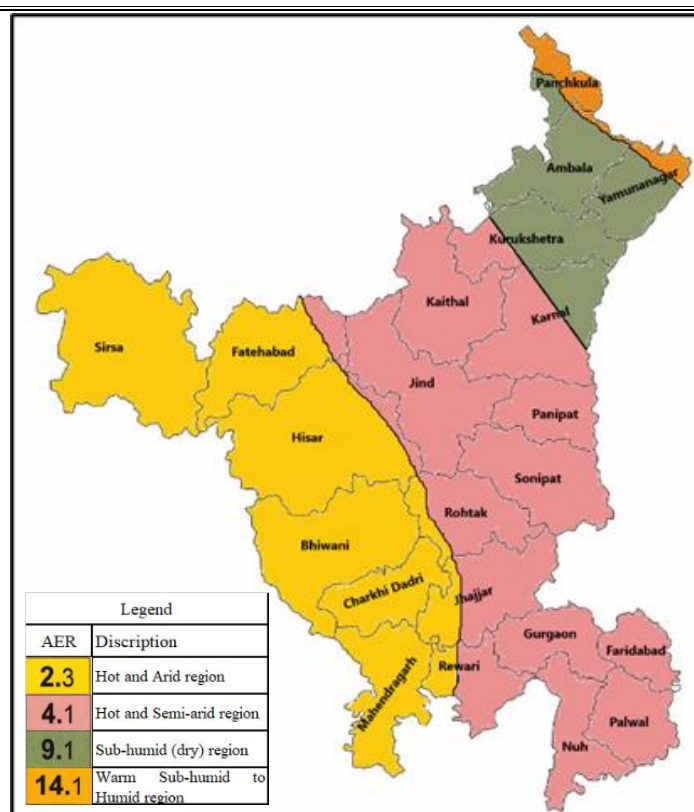 Panchkula
Ambala
Yamunanagar
Kurukshetra
Kaithal
Karnal
Sirsa
Fatehabad
Jind
Panipat
Hisar
Sonipat
Rohtak
Bhiwani
Charkhi Dadri
Jhajjar
Gurgaon
Faridabad
Rewari
Mahendragarh
Palwal
Nuh
Legend
AER Discription
2.3 Hot and Arid region
4.1 Hot and Semi-arid region
9.1 Sub-humid (dry) region
14.1 Warm Sub-humid to
Humid region